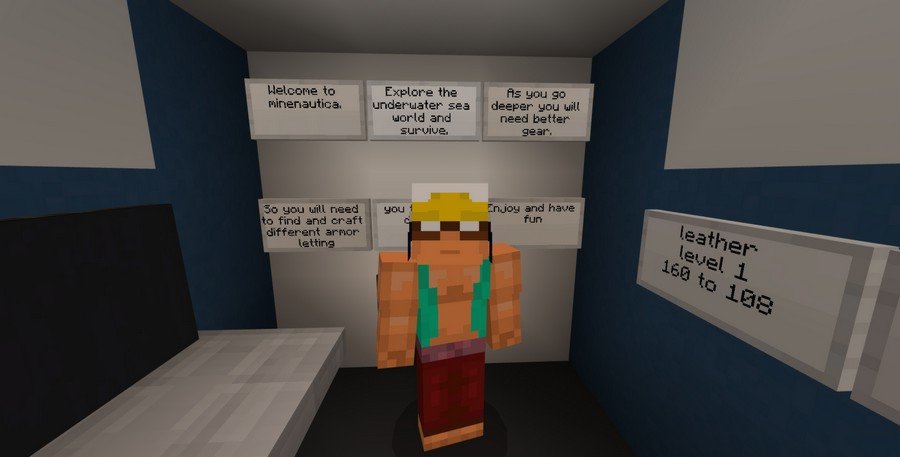 Welcome to
minenautica.
Explore the
underwater sea
world and
survive.
As you go
deeper you will
need better
gear.
So you will need
to find and craft
different armor
letting
you
Enjoy and have
fun
leather
level 1
160 to 108